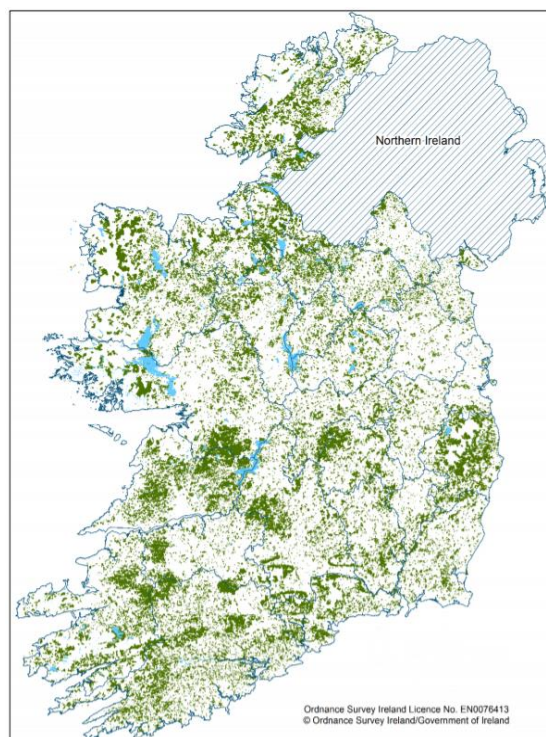 Northern Ireland
Ordnance Survey Ireland Licence No. EN0076413
© Ordnance Survey Ireland/Government of Ireland